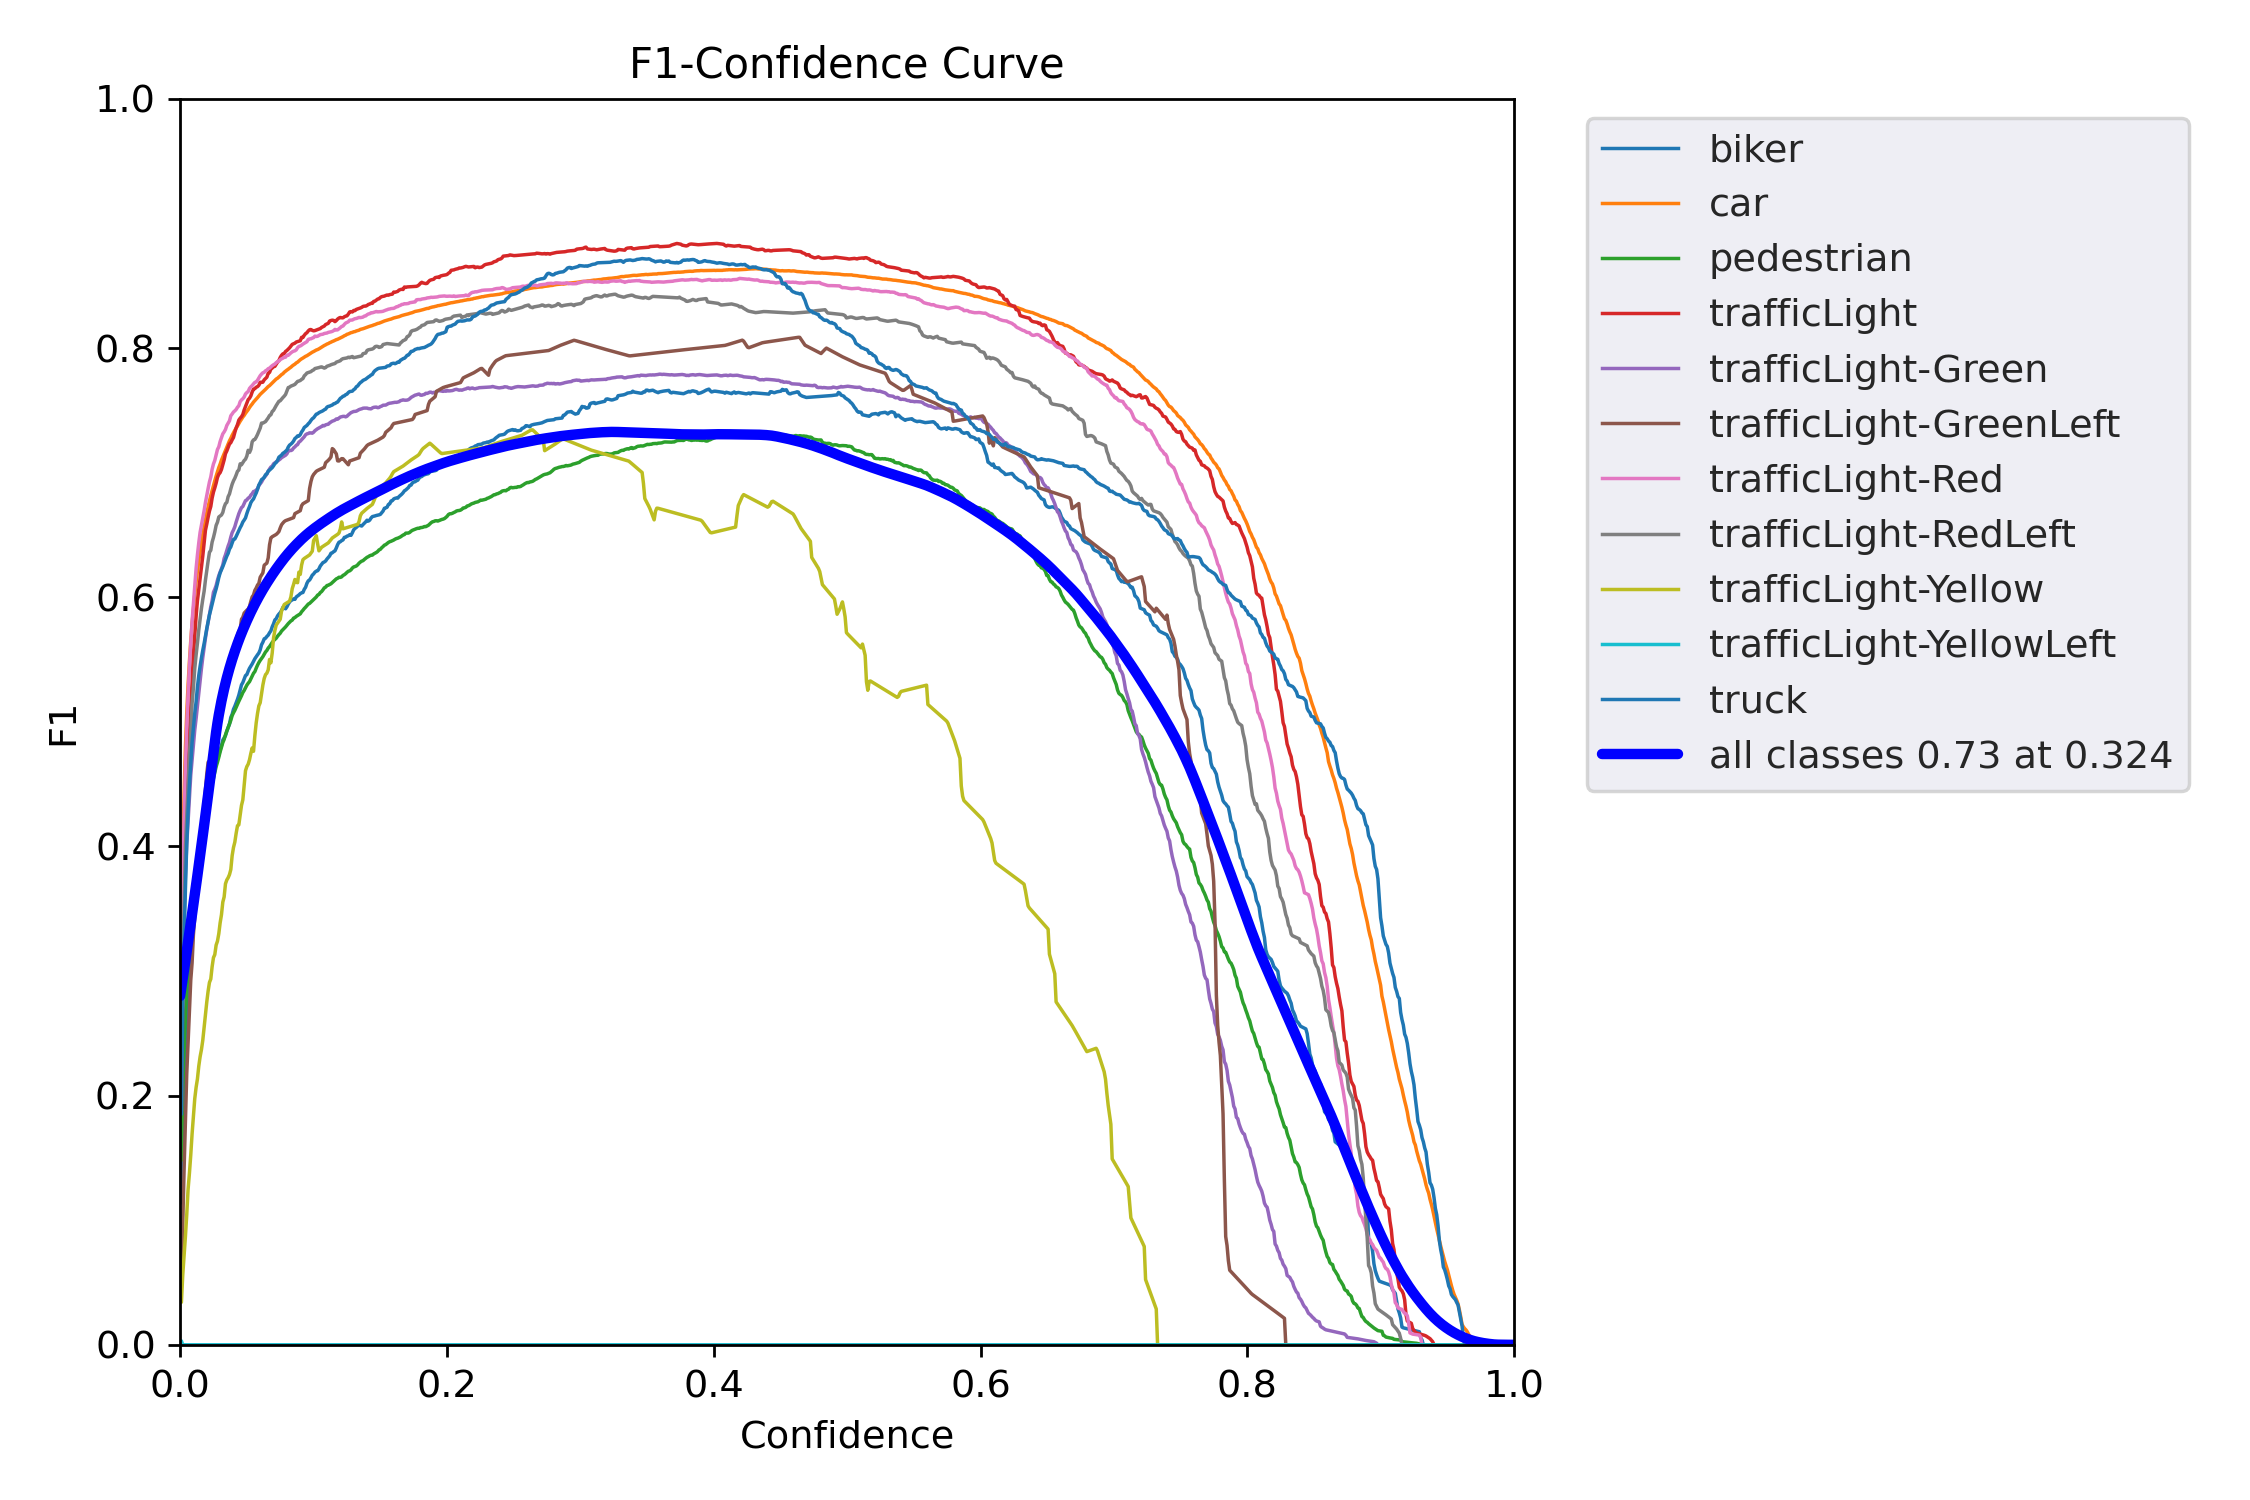 F1-Confidence Curve
1.0
0.8
0.6
0.4
0.2
0.0
F1
0.0 0.2 0.4 0.6 0.8 1.0
Confidence
biker
car
pedestrian
trafficLight
trafficLight-Green
trafficLight-GreenLeft
trafficLight-Red
trafficLight-RedLeft
trafficLight-Yellow
trafficLight-YellowLeft
truck
all classes 0.73 at 0.324